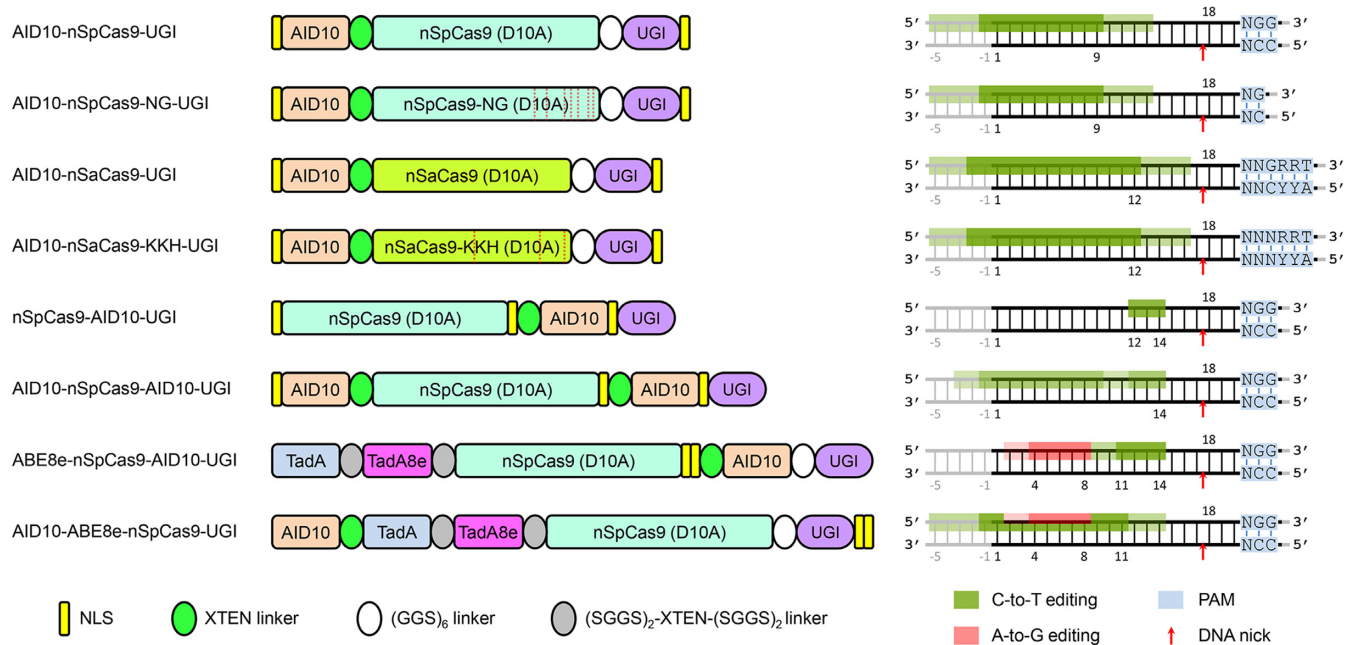 AID10-nSpCas9-UGI
AID10 nSpCas9 (D10A) UGI
18
5′ NGG 3′
3′ NCC 5′
-5 -1 1 9
AID10-nSpCas9-NG-UGI
AID10 nSpCas9-NG (D10A) UGI
18
5′ NG 3′
3′ NC 5′
-5 -1 1 9
AID10-nSaCas9-UGI
AID10 nSaCas9 (D10A) UGI
18
5′ NNGRRT 3′
3′ NNCYYA 5′
-5 -1 1 12
AID10-nSaCas9-KKH-UGI
AID10 nSaCas9-KKH (D10A) UGI
18
5′ NNNRRT 3′
3′ NNNYYA 5′
-5 -1 1 12
nSpCas9-AID10-UGI
nSpCas9 (D10A) AID10 UGI
18
5′ NGG 3′
3′ NCC 5′
-5 -1 1 12 14
AID10-nSpCas9-AID10-UGI
AID10 nSpCas9 (D10A) AID10 UGI
18
5′ NGG 3′
3′ NCC 5′
-5 -1 1 14
ABE8e-nSpCas9-AID10-UGI
TadA TadA8e nSpCas9 (D10A) AID10 UGI
18
5′ NGG 3′
3′ NCC 5′
-5 -1 4 8 11 14
AID10-ABE8e-nSpCas9-UGI
AID10 TadA TadA8e nSpCas9 (D10A) UGI
18
5′ NGG 3′
3′ NCC 5′
-5 -1 1 4 8 11
NLS XTEN linker (GGS)6 linker (SGGS)2-XTEN-(SGGS)2 linker
C-to-T editing PAM
A-to-G editing DNA nick